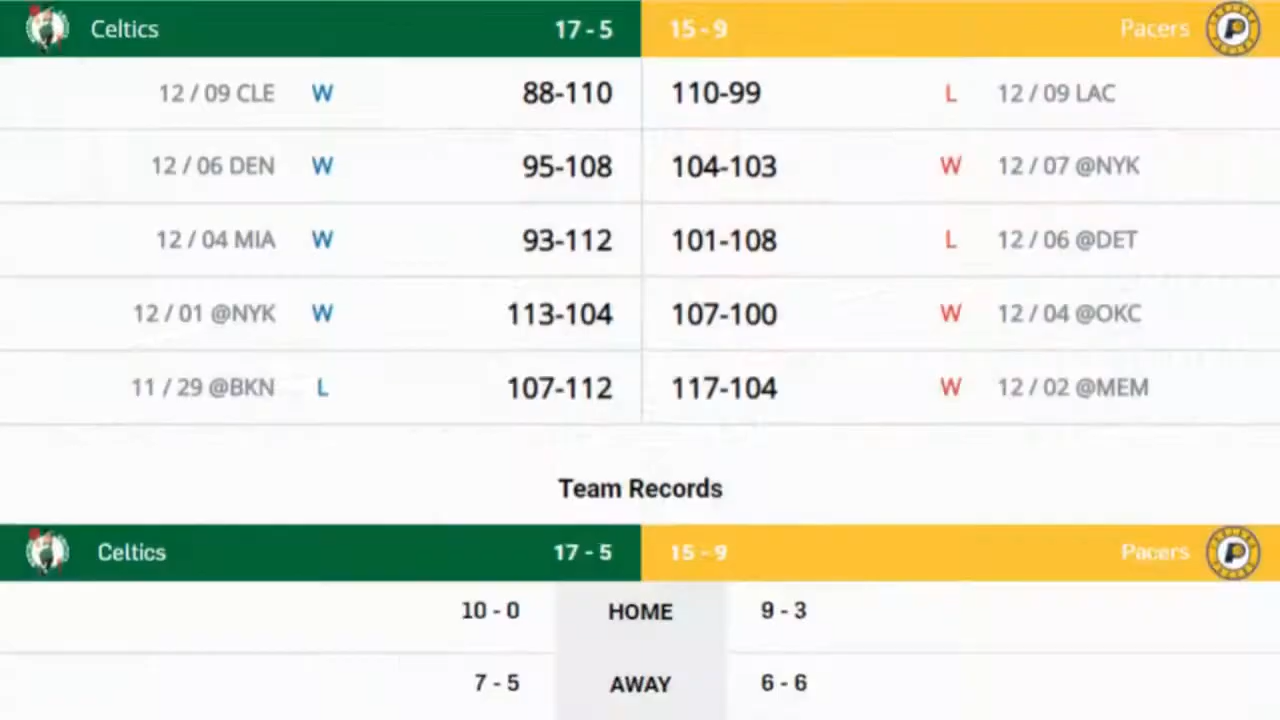 Celtics 17 - 5 15 - 9 Pacers
12 / 09 CLE W 88-110 110-99 L 12 / 09 LAC
12 / 06 DEN W 95-108 104-103 W 12 / 07 @NYK
12 / 04 MIA W 93-112 101-108 L 12 / 06 @DET
12 / 01 @NYK W 113-104 107-100 W 12 / 04 @OKC
11 / 29 @BKN L 107-112 117-104 W 12 / 02 @MEM
Team Records
Celtics 17 - 5 15 - 9 Pacers
10 - 0 HOME 9 - 3
7 - 5 AWAY 6 - 6